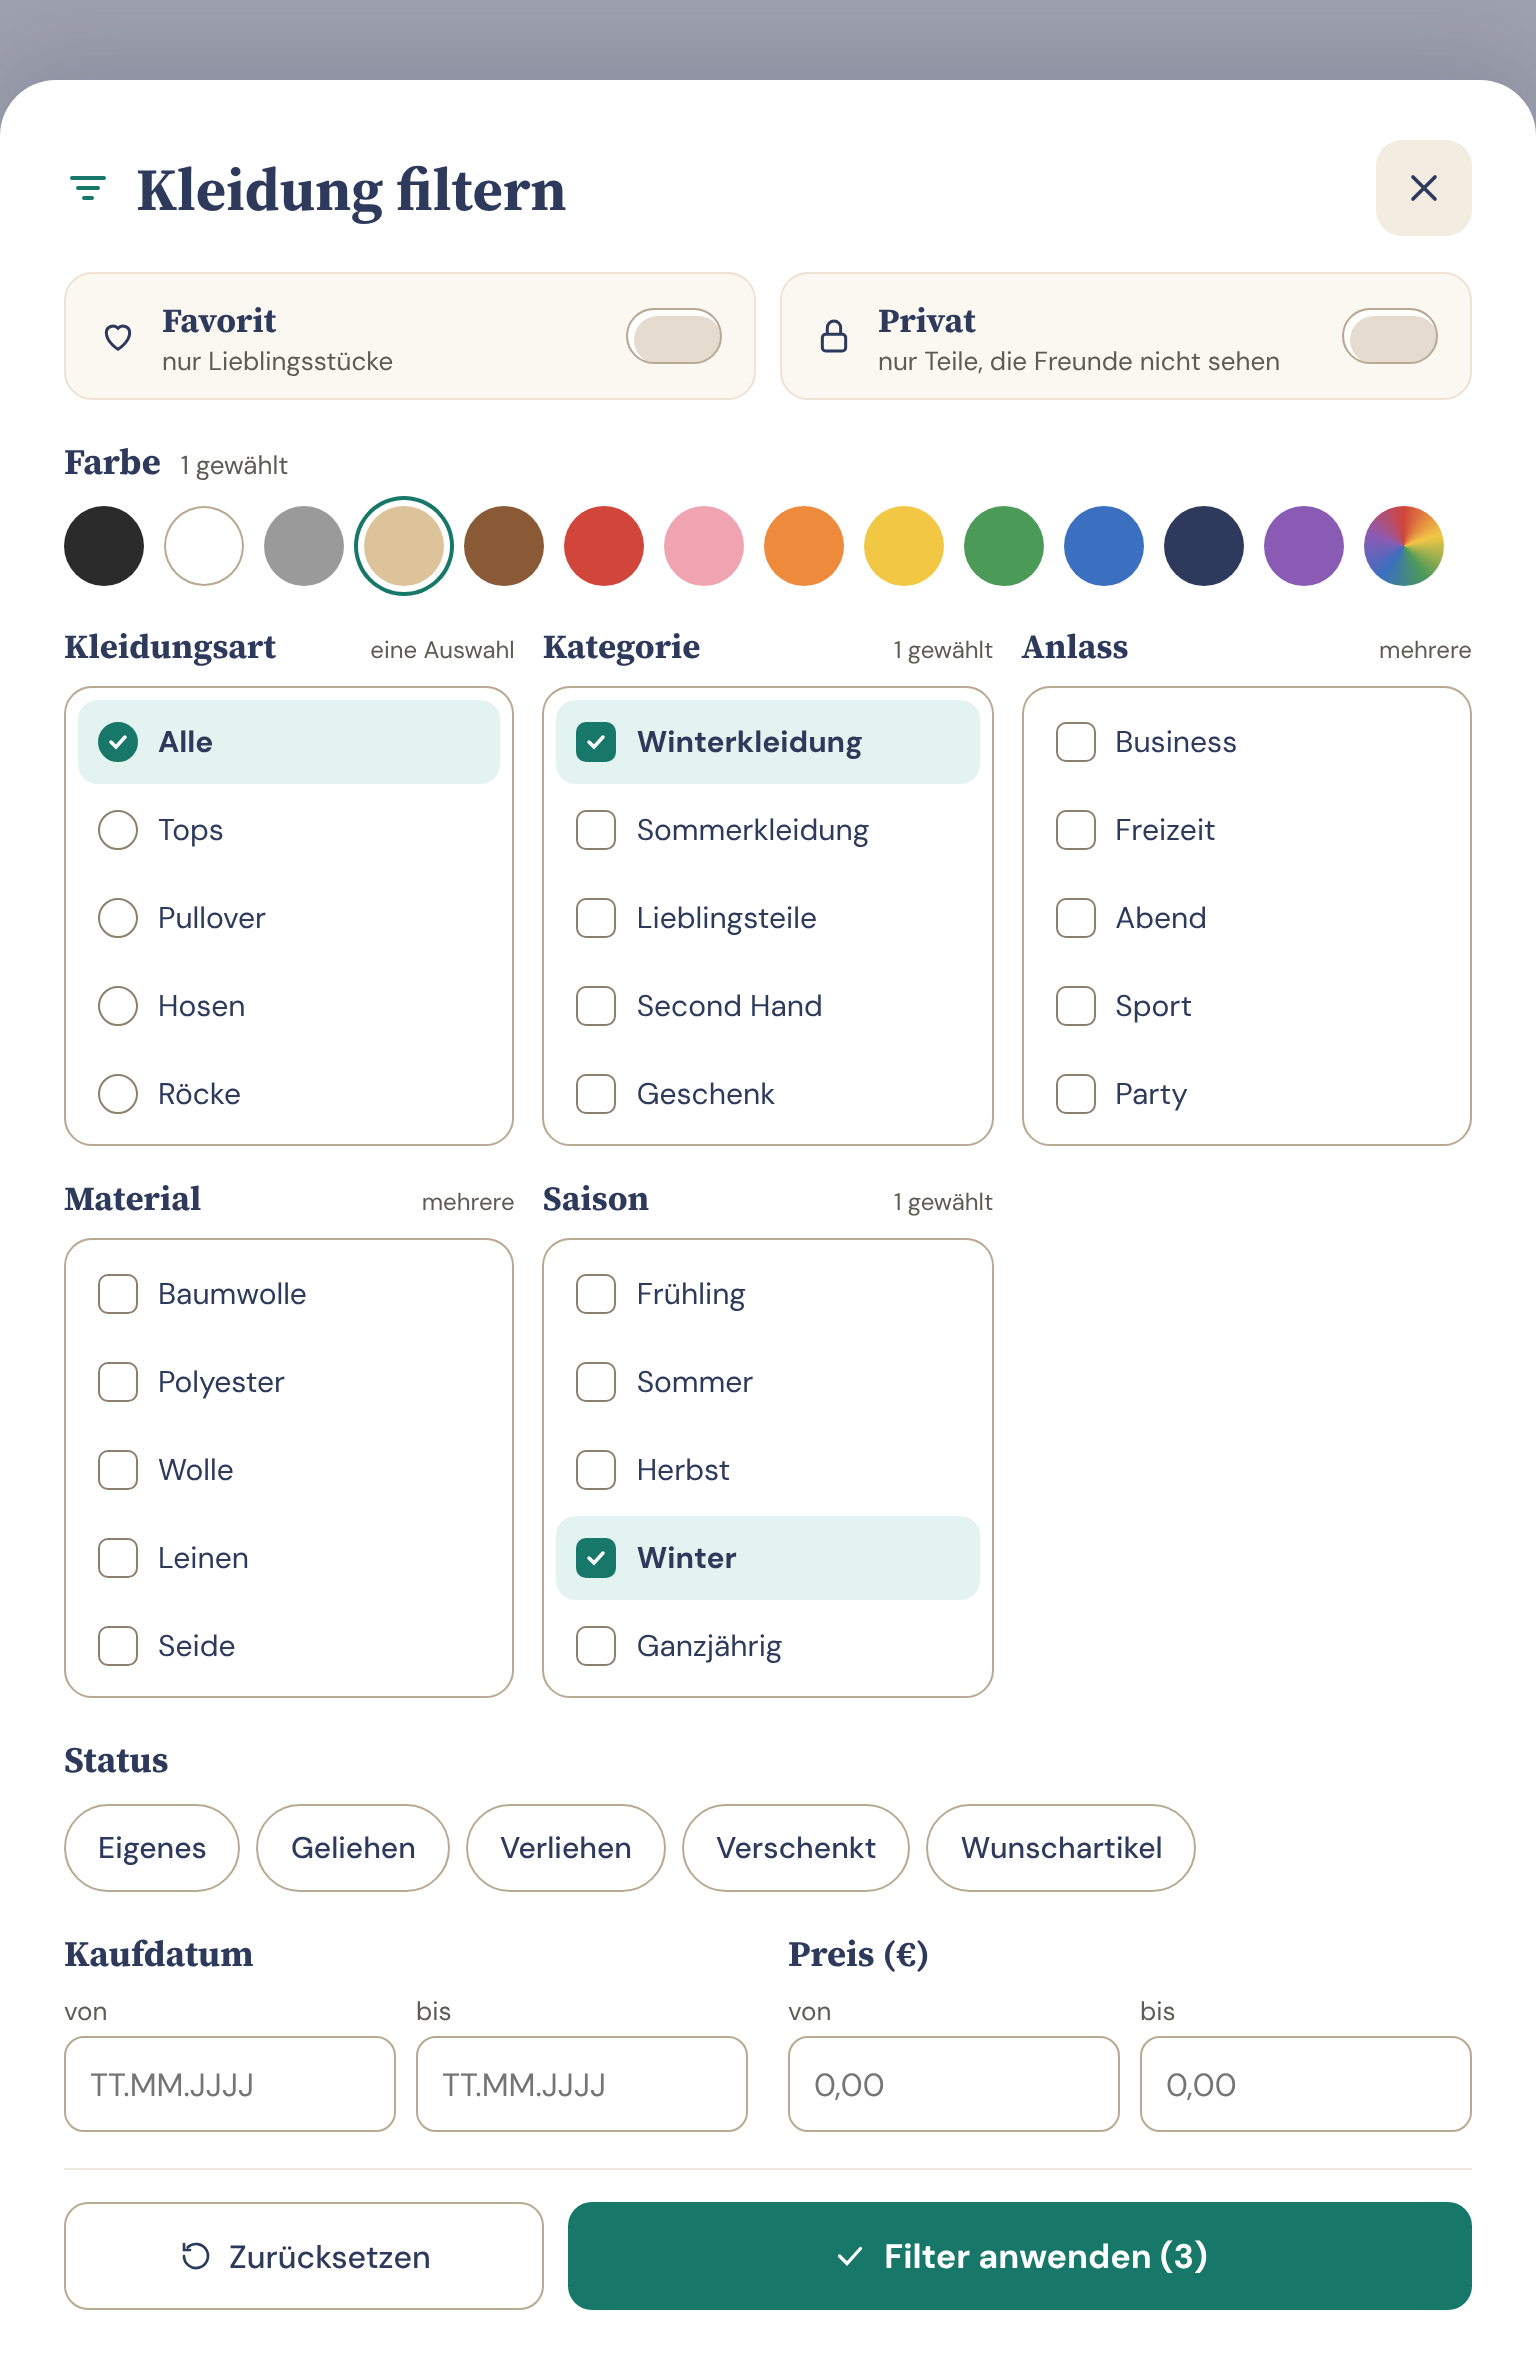 Kleidung filtern
Favorit
nur Lieblingsstücke
Privat
nur Teile, die Freunde nicht sehen
Farbe 1 gewählt
Kleidungsart eine Auswahl
Alle
Tops
Pullover
Hosen
Röcke
Kategorie 1 gewählt
Winterkleidung
Sommerkleidung
Lieblingsteile
Second Hand
Geschenk
Anlass mehrere
Business
Freizeit
Abend
Sport
Party
Material mehrere
Baumwolle
Polyester
Wolle
Leinen
Seide
Saison 1 gewählt
Frühling
Sommer
Herbst
Winter
Ganzjährig
Status
Eigenes Geliehen Verliehen Verschenkt Wunschartikel
Kaufdatum
von bis
TT.MM.JJJJ TT.MM.JJJJ
Preis (€)
von bis
0,00 0,00
Zurücksetzen Filter anwenden (3)